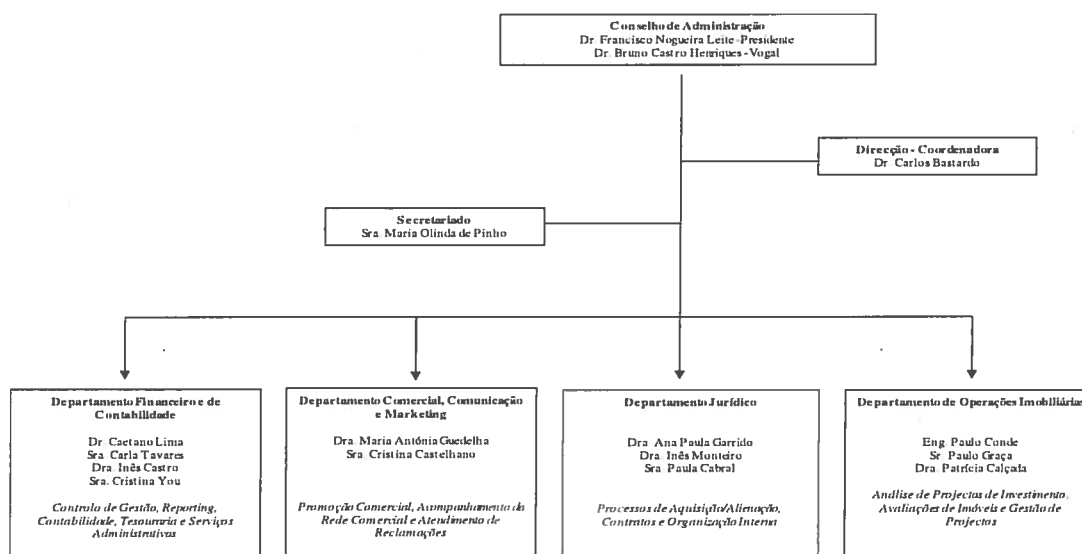 Conselho de Administração
Dr. Francisco Nogueira Leite - Presidente
Dr. Bruno Castro Henriques - Vogal
Direcção - Coordenadora
Dr. Carlos Bastardo
Secretariado
Sra. Maria Olinda de Pinho
Departamento Financeiro e de
Contabilidade
Dr. Caetano Lima
Sra. Carla Tavares
Dra. Inês Castro
Sra. Cristina You
Controlo de Gestão, Reporting,
Contabilidade, Tesouraria e Serviços
Administrativos
Departamento Comercial, Comunicação
e Marketing
Dra. Maria Antónia Guedelha
Sra. Cristina Castelhano
Promoção Comercial, Acompanhamento da
Rede Comercial e Atendimento de
Reclamações
Departamento Jurídico
Dra. Ana Paula Garrido
Dra. Inês Monteiro
Sra. Paula Cabral
Processos de Aquisição/Alienação,
Contratos e Organização Interna
Departamento de Operações Imobiliárias
Eng. Paulo Conde
Sr. Paulo Graça
Dra. Patrícia Calçada
Análise de Projectos de Investimento,
Avaliações de Imóveis e Gestão de
Projectos